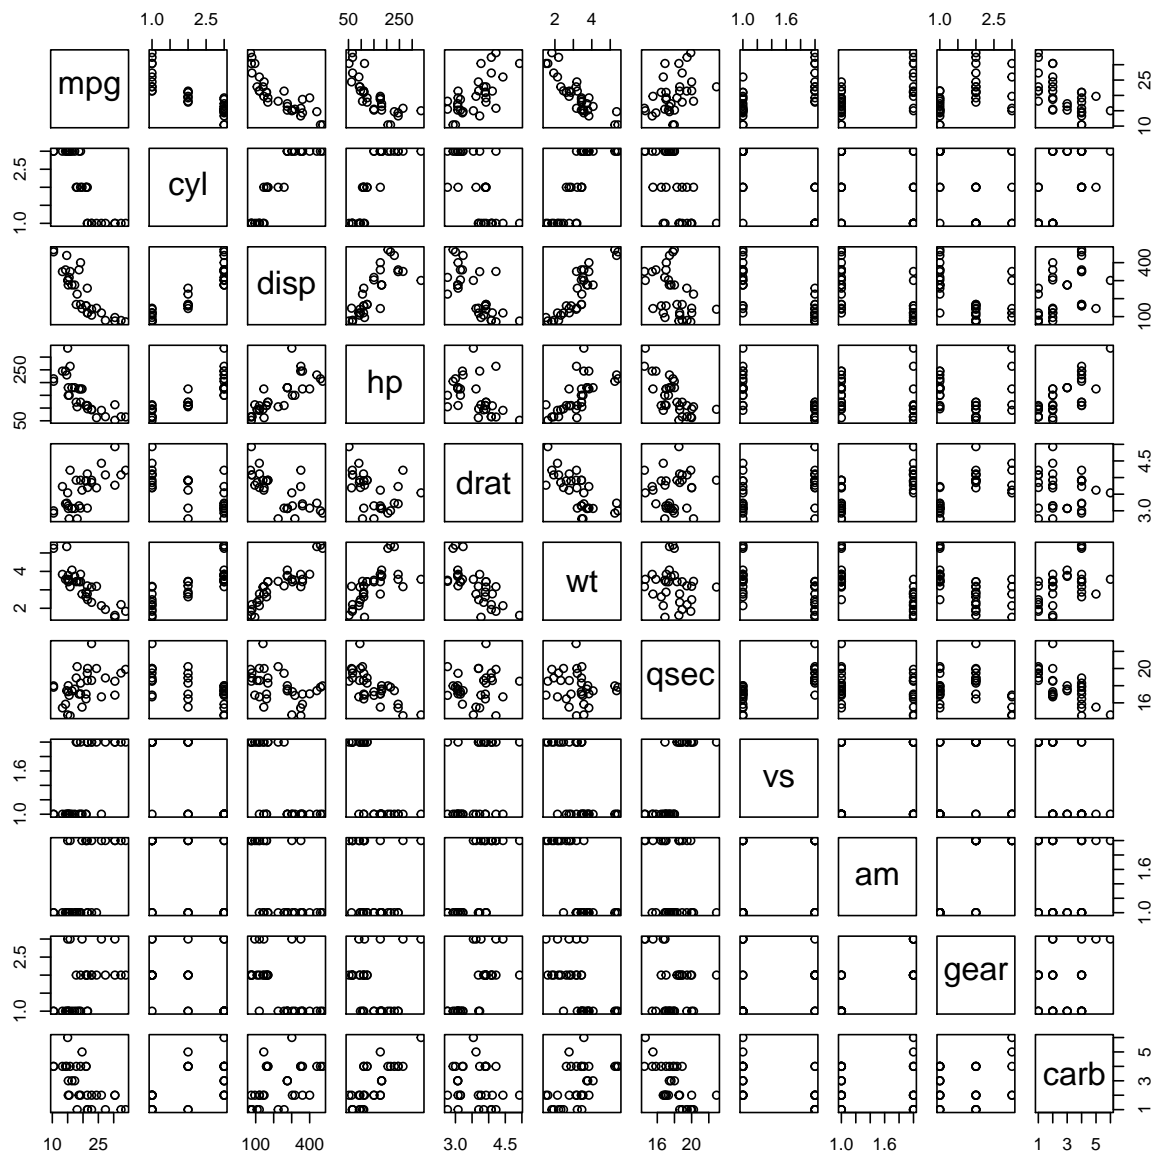 1.0 2.5 50 250 2 4 1.0 1.6 1.0 2.5
mpg 10 25
1.0 2.5 cyl
disp 100 400
50 250 hp
drat 3.0 4.5
2 4 wt
qsec 16 20
1.0 1.6 vs
am 1.0 1.6
1.0 2.5 gear
carb 1 3 5
10 25 100 400 3.0 4.5 16 20 1.0 1.6 1 3 5